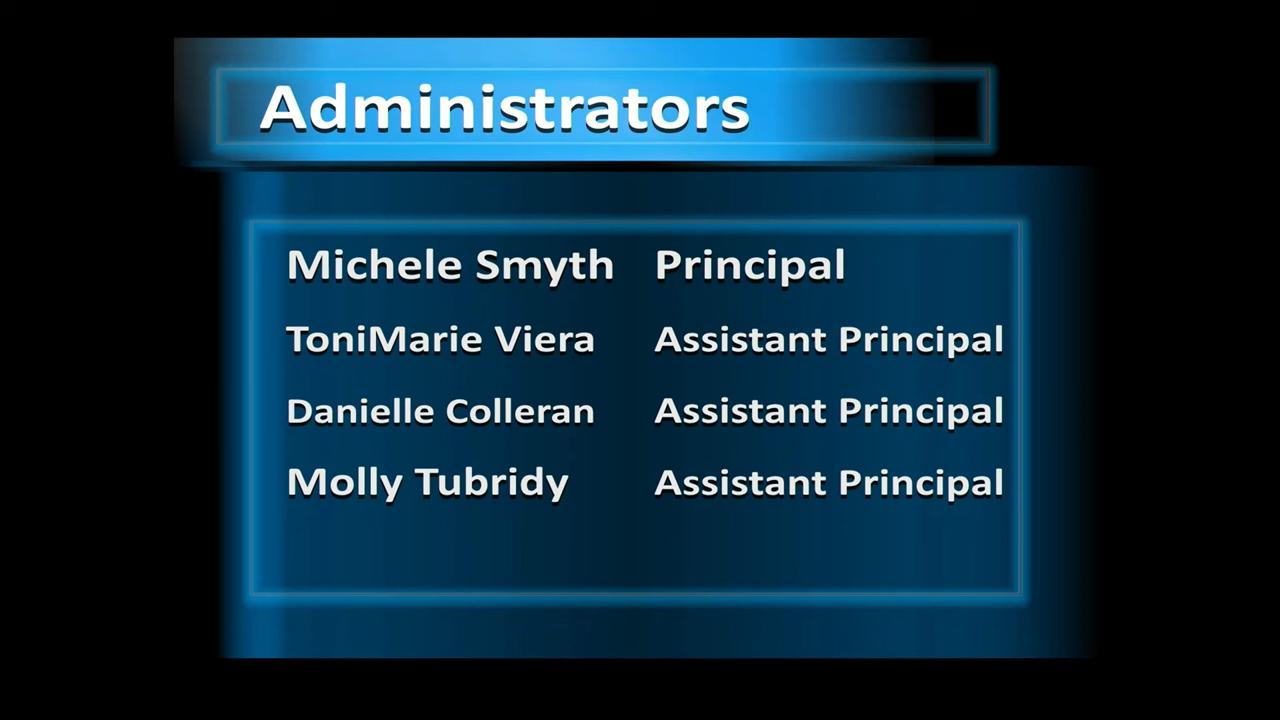 Administrators
Michele Smyth Principal
ToniMarie Viera Assistant Principal
Danielle Colleran Assistant Principal
Molly Tubridy Assistant Principal